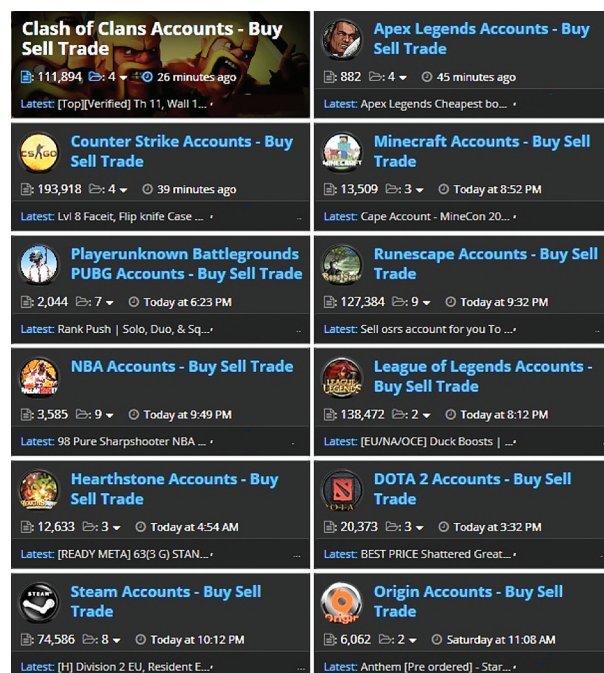 Clash of Clans Accounts - Buy
Sell Trade
: 111,894 : 4 26 minutes ago
Latest: [Top][Verified] Th 11, Wall 1...
Apex Legends Accounts - Buy
Sell Trade
: 882 : 4 45 minutes ago
Latest: Apex Legends Cheapest bo...
CS GO
Counter Strike Accounts - Buy
Sell Trade
: 193,918 : 4 39 minutes ago
Latest: Lvl 8 Faceit, Flip knife Case ...
MINECRAFT
Minecraft Accounts - Buy
Sell Trade
: 13,509 : 3 Today at 8:52 PM
Latest: Cape Account - MineCon 20...
Playerunknown Battlegrounds
PUBG Accounts - Buy Sell Trade
: 2,044 : 7 Today at 6:23 PM
Latest: Rank Push | Solo, Duo, & Sq...
Runescape Accounts - Buy Sell
Trade
: 127,384 : 9 Today at 9:32 PM
Latest: Sell osrs account for you To ...
NBA Accounts - Buy Sell Trade
: 3,585 : 9 Today at 9:49 PM
Latest: 98 Pure Sharpshooter NBA ...
LEAGUE OF LEGENDS
League of Legends Accounts -
Buy Sell Trade
: 138,472 : 2 Today at 8:12 PM
Latest: [EU/NA/OCE] Duck Boosts | ...
Hearthstone Accounts - Buy
Sell Trade
: 12,633 : 3 Today at 4:54 AM
Latest: [READY META] 63(3 G) STAN...
DOTA 2 Accounts - Buy Sell
Trade
: 20,373 : 3 Today at 3:32 PM
Latest: BEST PRICE Shattered Great...
STEAM
Steam Accounts - Buy Sell
Trade
: 74,586 : 8 Today at 10:12 PM
Latest: [H] Division 2 EU, Resident E...
Origin
Origin Accounts - Buy Sell
Trade
: 6,062 : 2 Saturday at 11:08 AM
Latest: Anthem [Pre ordered] - Star...